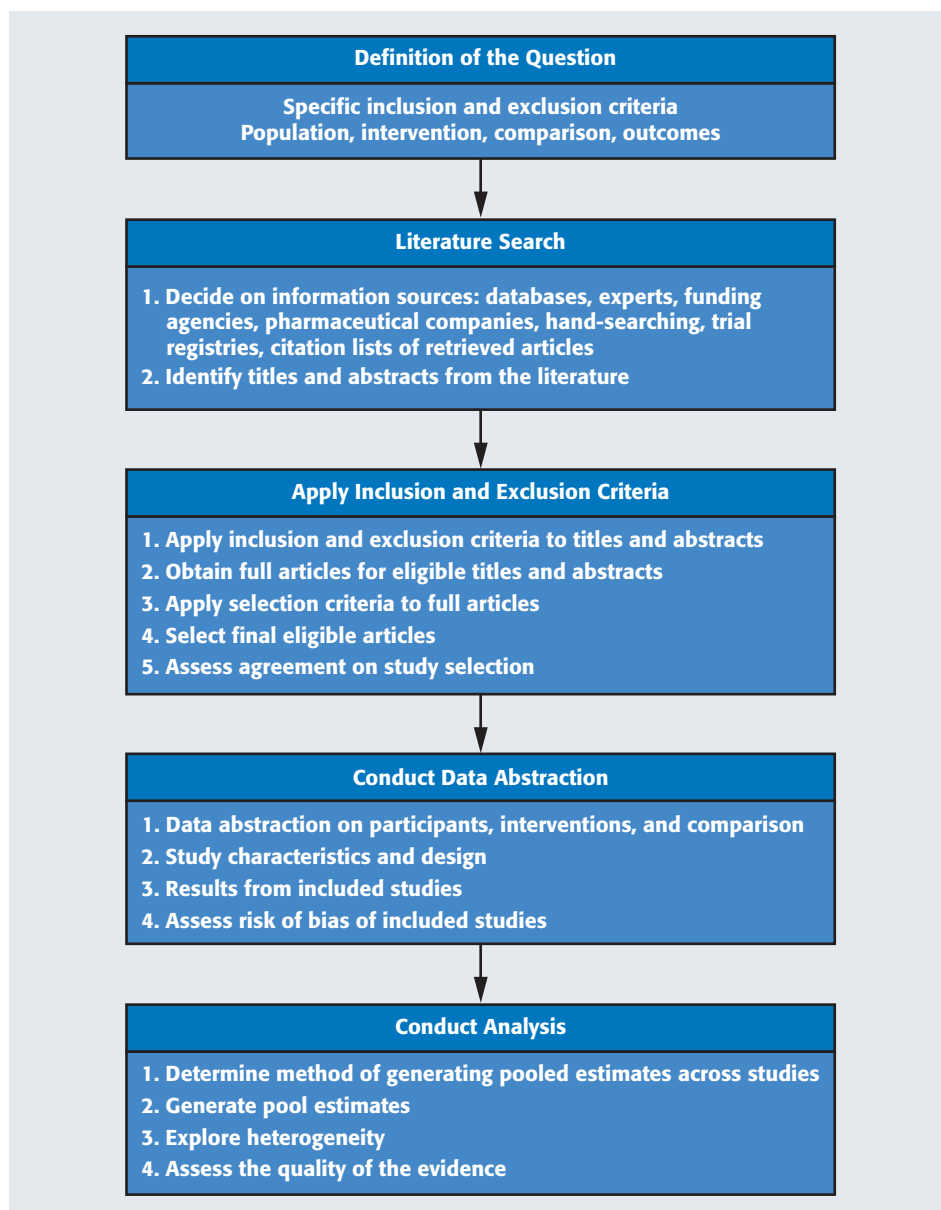 Definition of the Question
Specific inclusion and exclusion criteria
Population, intervention, comparison, outcomes
Literature Search
1. Decide on information sources: databases, experts, funding
agencies, pharmaceutical companies, hand-searching, trial
registries, citation lists of retrieved articles
2. Identify titles and abstracts from the literature
Apply Inclusion and Exclusion Criteria
1. Apply inclusion and exclusion criteria to titles and abstracts
2. Obtain full articles for eligible titles and abstracts
3. Apply selection criteria to full articles
4. Select final eligible articles
5. Assess agreement on study selection
Conduct Data Abstraction
1. Data abstraction on participants, interventions, and comparison
2. Study characteristics and design
3. Results from included studies
4. Assess risk of bias of included studies
Conduct Analysis
1. Determine method of generating pooled estimates across studies
2. Generate pool estimates
3. Explore heterogeneity
4. Assess the quality of the evidence